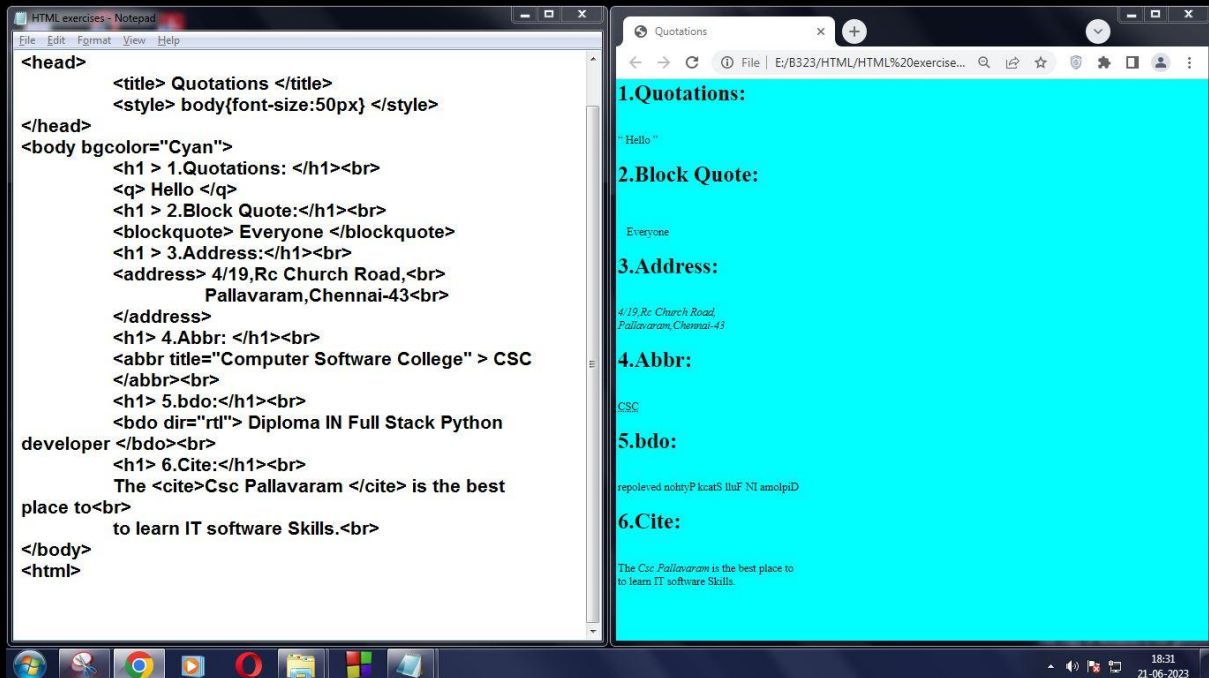 HTML exercises - Notepad
File Edit Format View Help
<head>
<title> Quotations </title>
<style> body{font-size:50px} </style>
</head>
<body bgcolor="Cyan">
<h1 > 1.Quotations: </h1><br>
<q> Hello </q>
<h1 > 2.Block Quote:</h1><br>
<blockquote> Everyone </blockquote>
<h1 > 3.Address:</h1><br>
<address> 4/19,Rc Church Road,<br>
Pallavaram,Chennai-43<br>
</address>
<h1> 4.Abbr: </h1><br>
<abbr title="Computer Software College" > CSC
</abbr><br>
<h1> 5.bdo:</h1><br>
<bdo dir="rtl"> Diploma IN Full Stack Python
developer </bdo><br>
<h1> 6.Cite:</h1><br>
The <cite>Csc Pallavaram </cite> is the best
place to<br>
to learn IT software Skills.<br>
</body>
<html>
Quotations
File E:/B323/HTML/HTML%20exercise...
1.Quotations:
“ Hello ”
2.Block Quote:
Everyone
3.Address:
4/19,Rc Church Road,
Pallavaram,Chennai-43
4.Abbr:
CSC
5.bdo:
repoleved nohtyP kcatS lluF NI amolpiD
6.Cite:
The Csc Pallavaram is the best place to
to learn IT software Skills.
18:31
21-06-2023